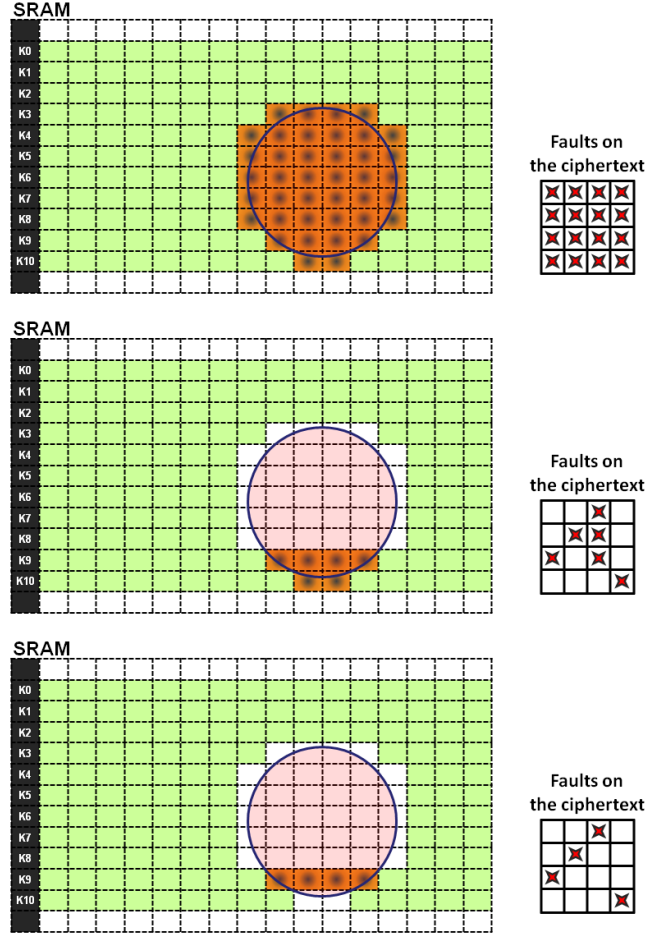 SRAM
K0
K1
K2
K3
K4
K5
K6
K7
K8
K9
K10
Faults on
the ciphertext
SRAM
K0
K1
K2
K3
K4
K5
K6
K7
K8
K9
K10
Faults on
the ciphertext
SRAM
K0
K1
K2
K3
K4
K5
K6
K7
K8
K9
K10
Faults on
the ciphertext